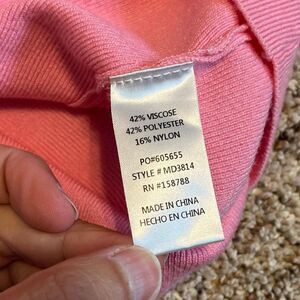 42% VISCOSE
42% POLYESTER
16% NYLON
PO#605655
STYLE # MD3814
RN #158788
MADE IN CHINA
HECHO EN CHINA